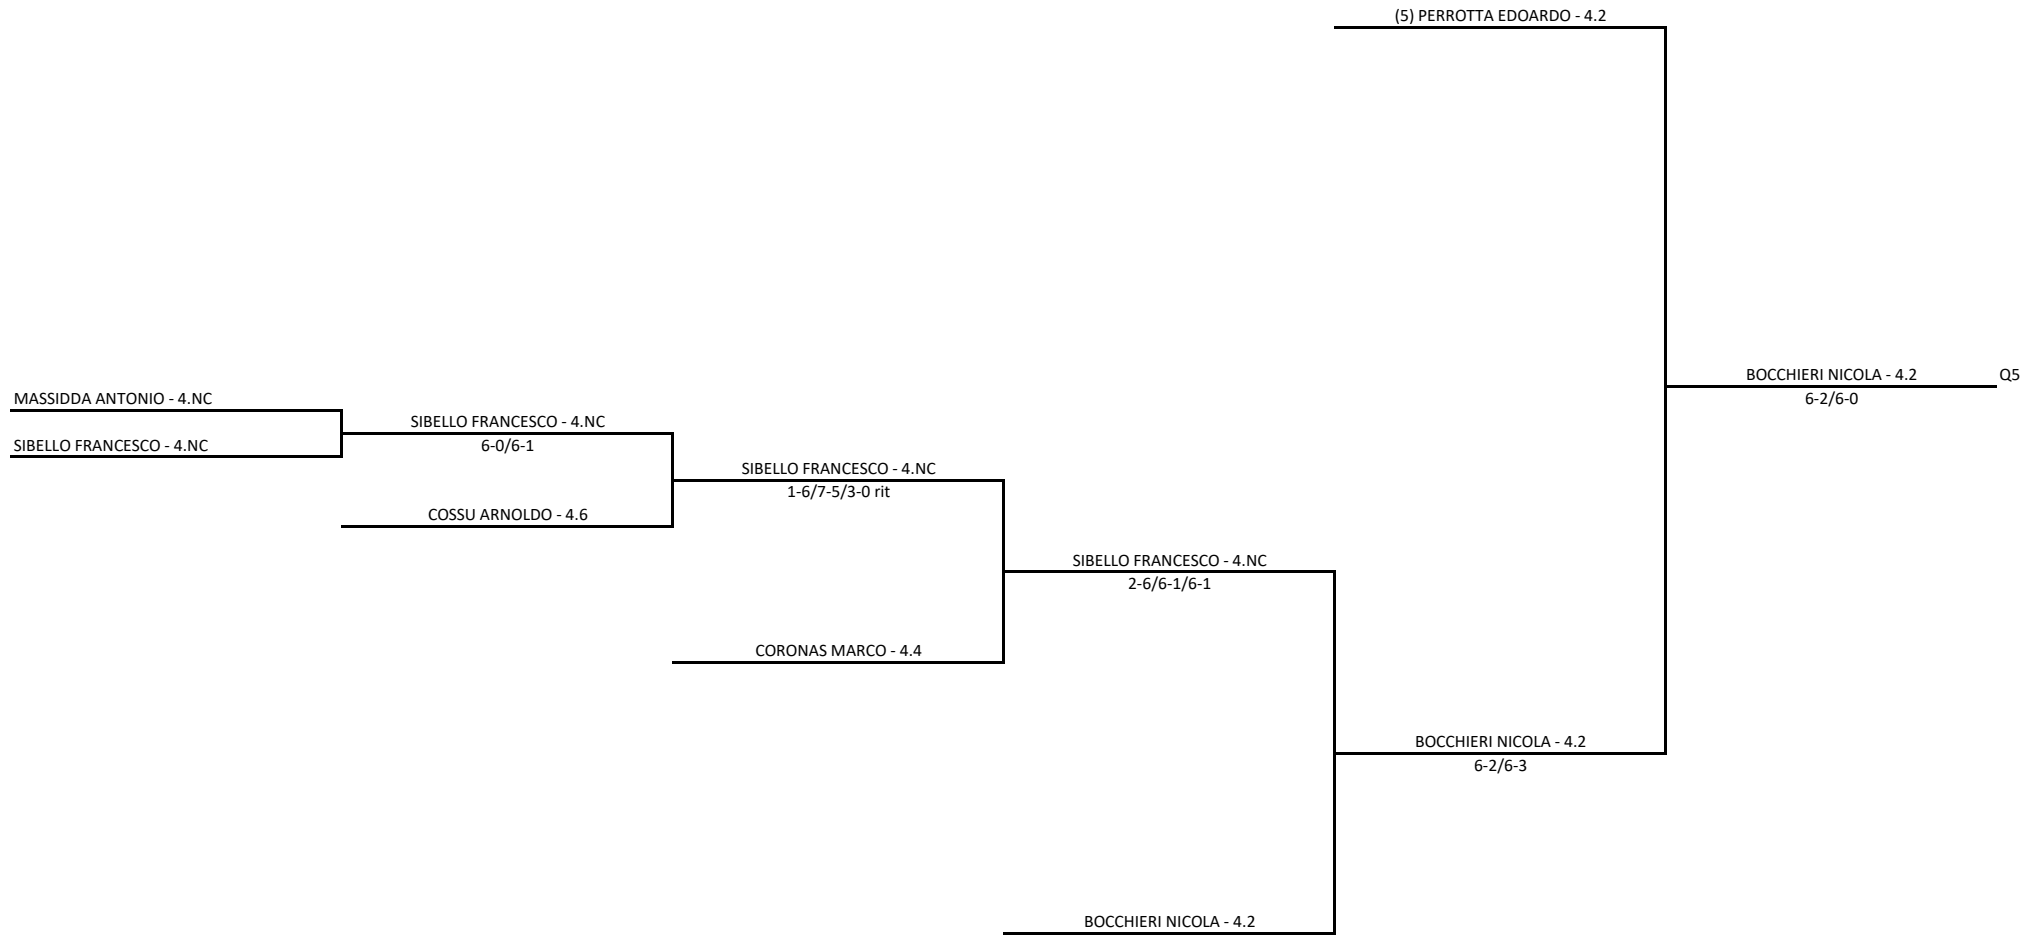 (5) PERROTTA EDOARDO - 4.2
BOCCHIERI NICOLA - 4.2
Q5
6-2/6-0
MASSIDDA ANTONIO - 4.NC
SIBELLO FRANCESCO - 4.NC
SIBELLO FRANCESCO - 4.NC
6-0/6-1
SIBELLO FRANCESCO - 4.NC
1-6/7-5/3-0 rit
COSSU ARNOLDO - 4.6
SIBELLO FRANCESCO - 4.NC
2-6/6-1/6-1
CORONAS MARCO - 4.4
BOCCHIERI NICOLA - 4.2
6-2/6-3
BOCCHIERI NICOLA - 4.2